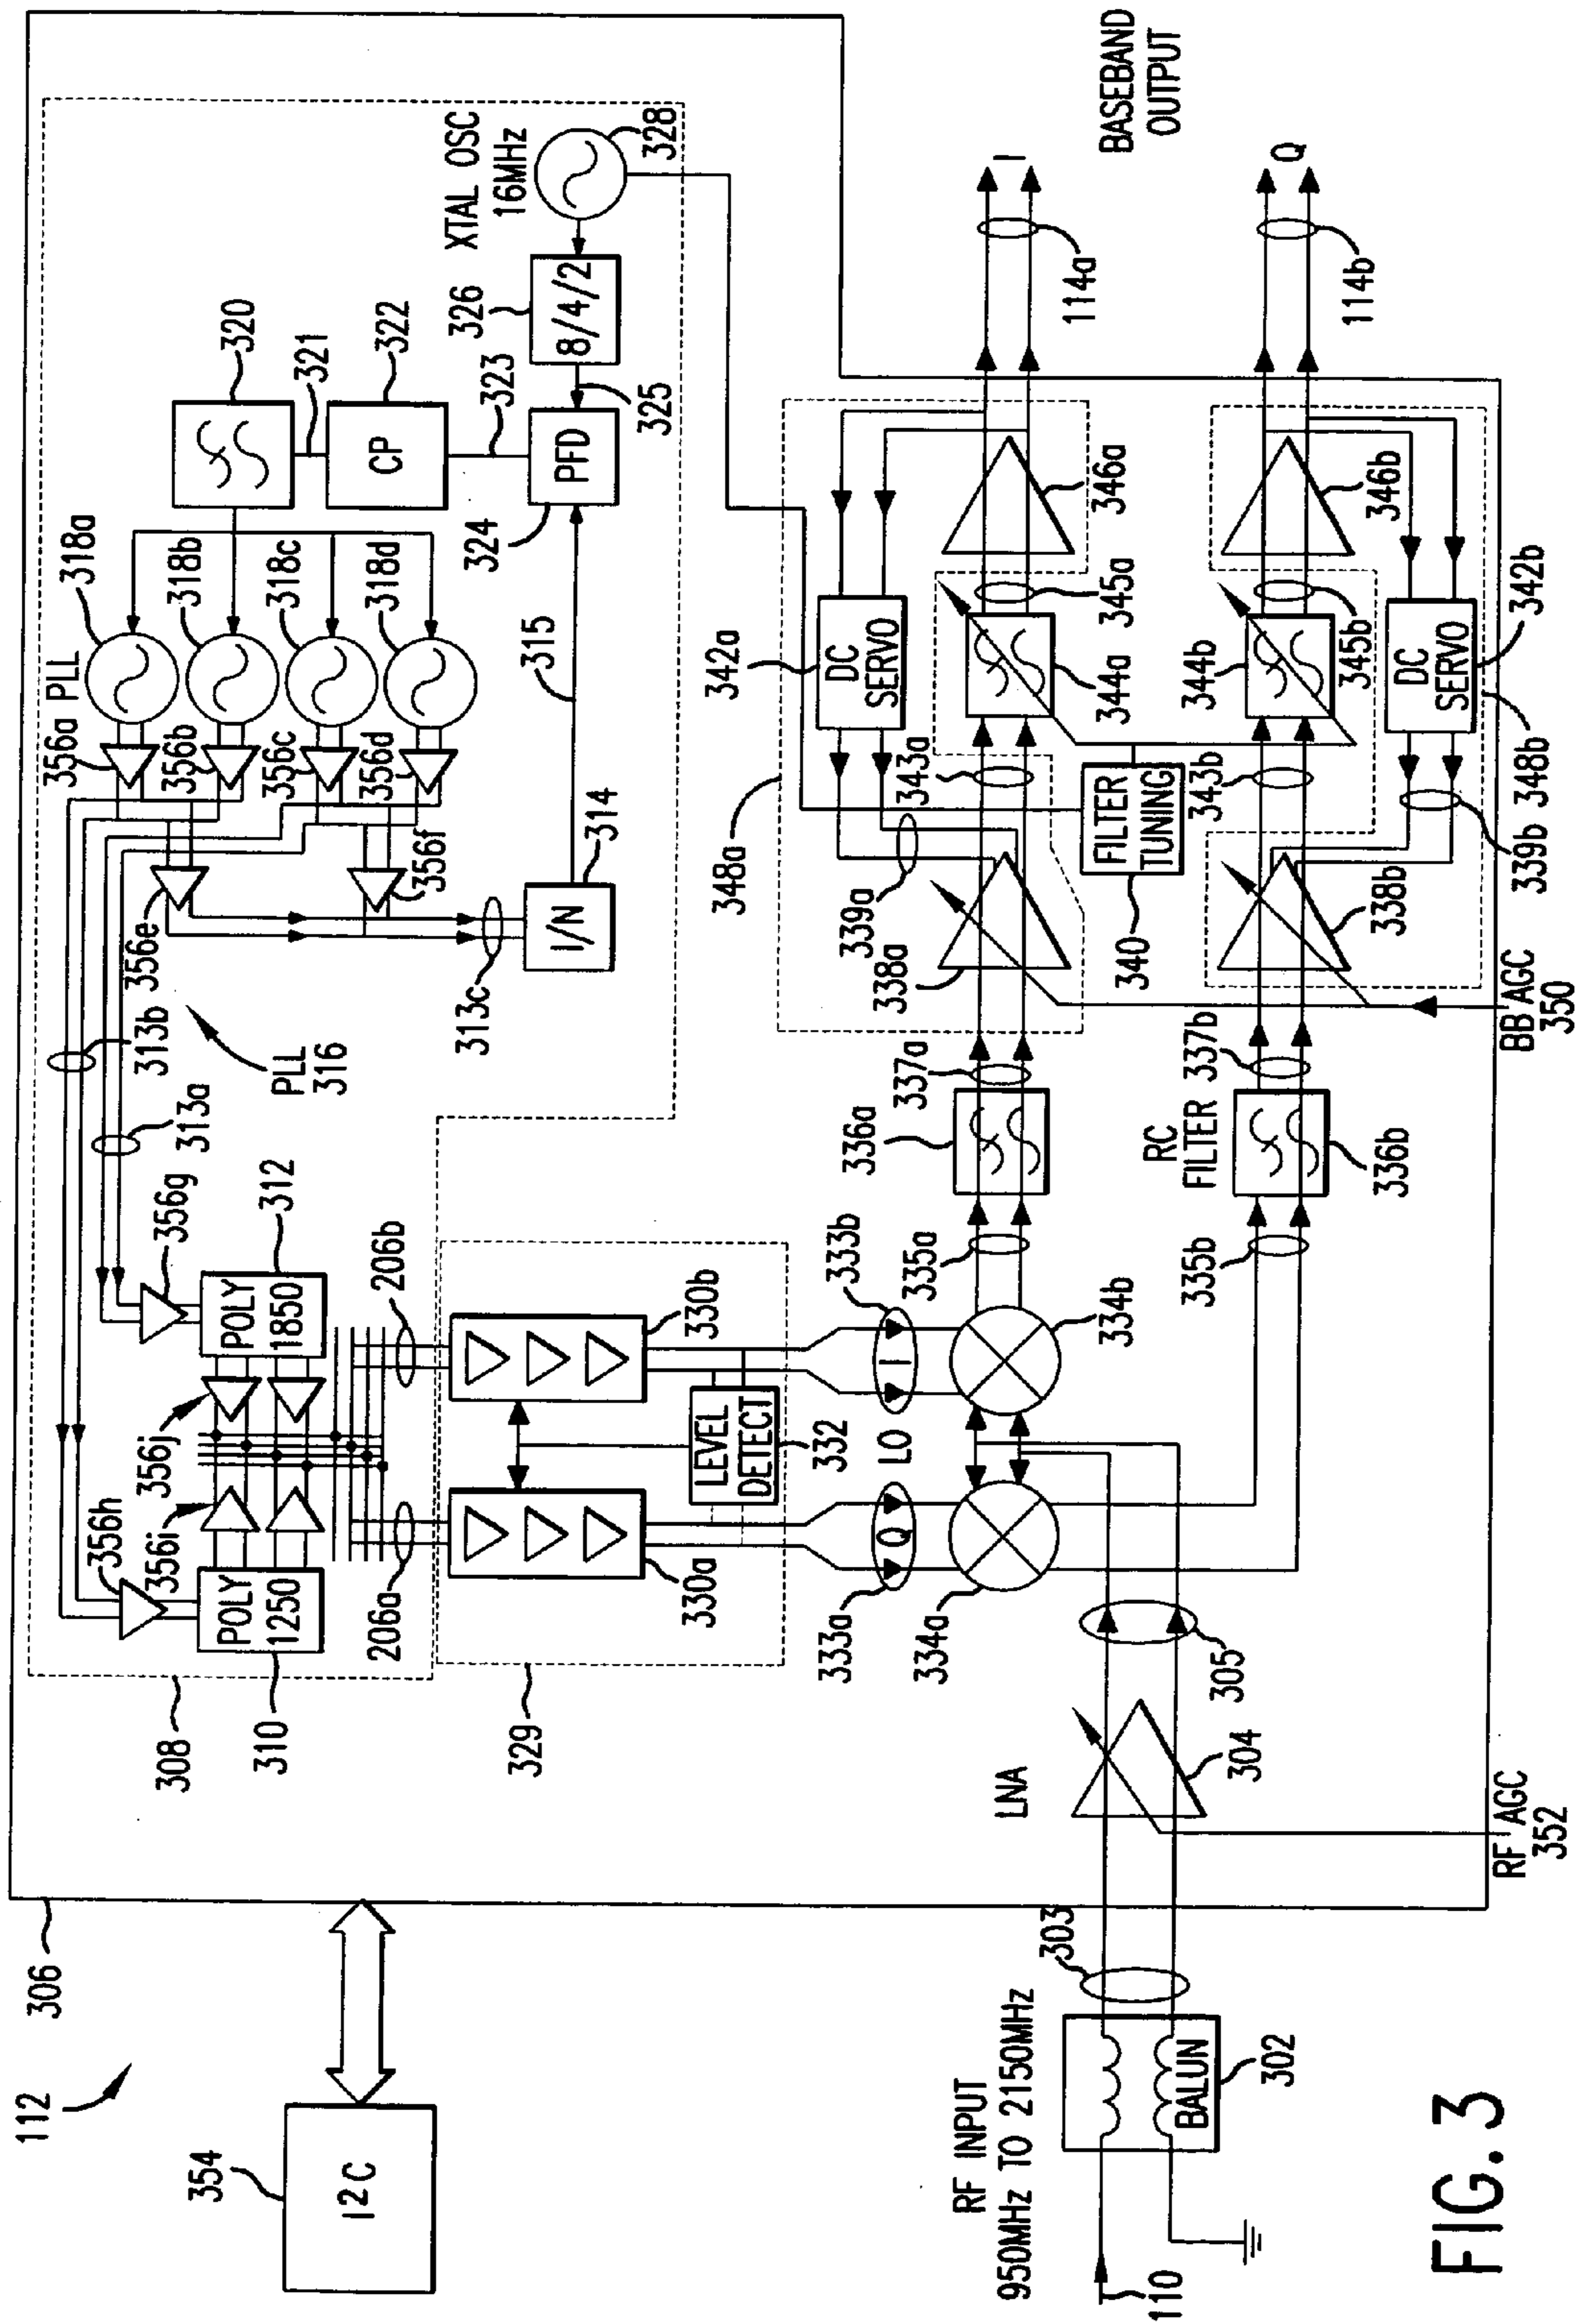 112
306
354
I²C
308
310
POLY
1250
356h
356i
356j
356g
POLY
1850
312
313a
313b
PLL
316
356e
356f
313c
1/N
314
315
356a
356b
356c
356d
PLL
318a
318b
318c
318d
320
321
CP
322
323
PFD
324
325
8/4/2
326
XTAL OSC
16MHz
328
206a
206b
329
330a
330b
LEVEL
DETECT
332
333a
Q
LO
I
333b
334a
334b
335a
335b
336a
337a
RC
FILTER
336b
337b
338a
339a
348a
342a
DC
SERVO
343a
344a
345a
346a
FILTER
TUNING
340
338b
339b
343b
344b
345b
346b
DC
SERVO
342b
348b
BB AGC
350
I
114a
Q
114b
BASEBAND
OUTPUT
RF INPUT
950MHz TO 2150MHz
110
BALUN
302
303
LNA
304
305
RF AGC
352
FIG. 3